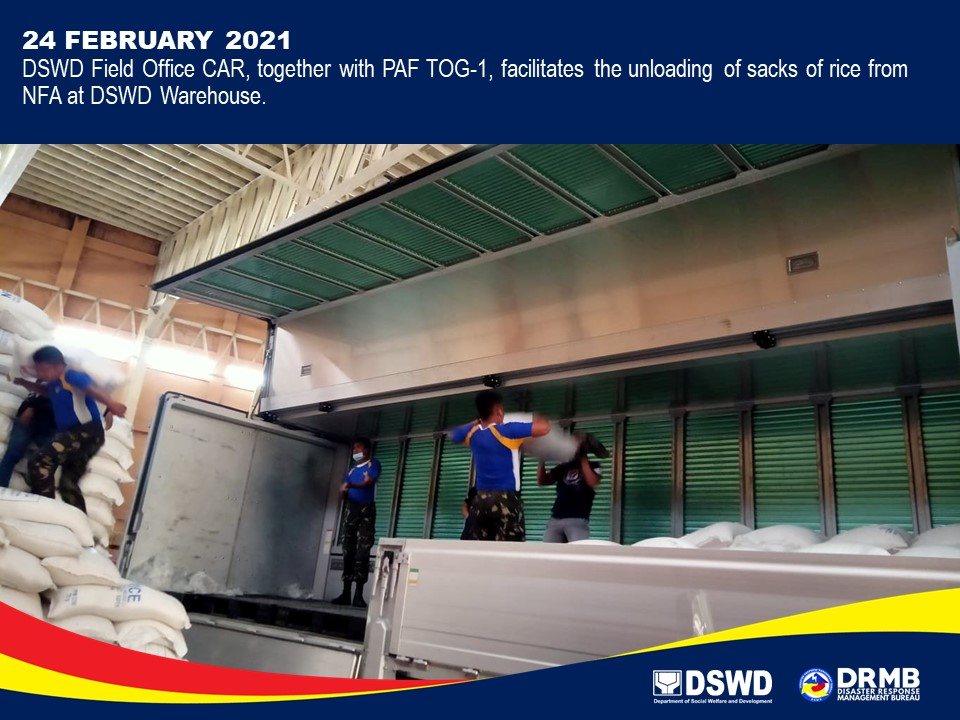 24 FEBRUARY 2021
DSWD Field Office CAR, together with PAF TOG-1, facilitates the unloading of sacks of rice from
NFA at DSWD Warehouse.
DSWD
Department of Social Welfare and Development
DRMB
DISASTER RESPONSE
MANAGEMENT BUREAU